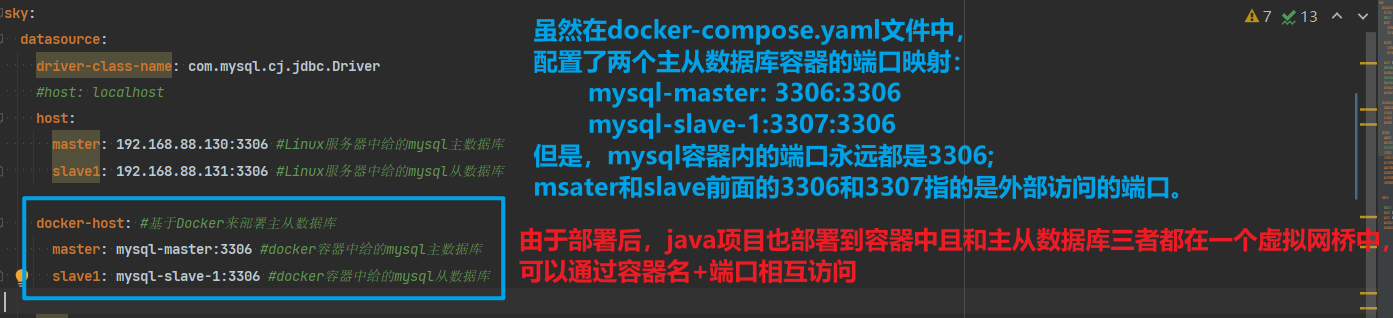 sky:
datasource:
driver-class-name: com.mysql.cj.jdbc.Driver
#host: localhost
host:
master: 192.168.88.130:3306 #Linux服务器中给的mysql主数据库
slave1: 192.168.88.131:3306 #Linux服务器中给的mysql从数据库
docker-host: #基于Docker来部署主从数据库
master: mysql-master:3306 #docker容器中给的mysql主数据库
slave1: mysql-slave-1:3306 #docker容器中给的mysql从数据库
7 13
虽然在docker-compose.yaml文件中，
配置了两个主从数据库容器的端口映射：
mysql-master: 3306:3306
mysql-slave-1:3307:3306
但是，mysql容器内的端口永远都是3306;
msater和slave前面的3306和3307指的是外部访问的端口。
由于部署后，java项目也部署到容器中且和主从数据库三者都在一个虚拟网桥中，
可以通过容器名+端口相互访问